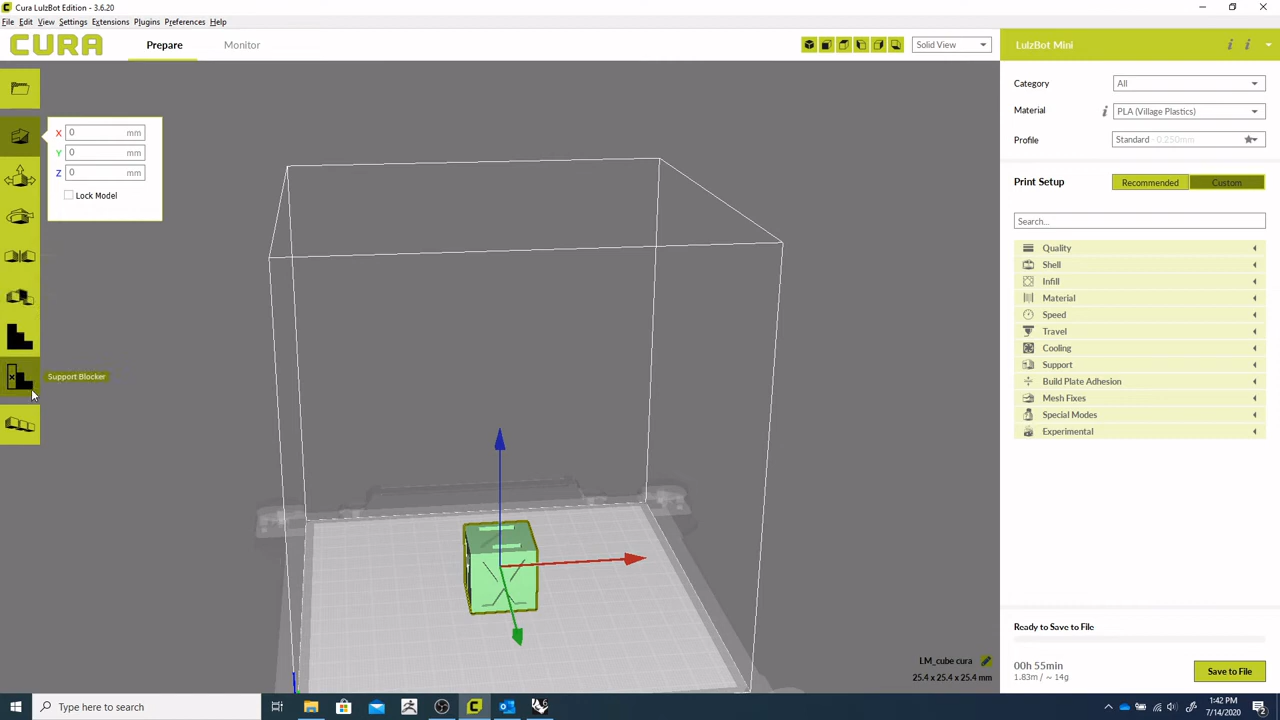 Cura LulzBot Edition - 3.6.20
File Edit View Settings Extensions Plugins Preferences Help
CURA
Prepare
Monitor
Solid View
LulzBot Mini
Category
All
Material
PLA (Village Plastics)
Profile
Standard - 0.250mm
Print Setup
Recommended
Custom
Search...
Quality
Shell
Infill
Material
Speed
Travel
Cooling
Support
Build Plate Adhesion
Mesh Fixes
Special Modes
Experimental
X 0 mm
Y 0 mm
Z 0 mm
Lock Model
Support Blocker
X
Z
LM_cube cura
25.4 x 25.4 x 25.4 mm
Ready to Save to File
00h 55min
1.83m / ~ 14g
Save to File
Type here to search
1:42 PM
7/14/2020
2